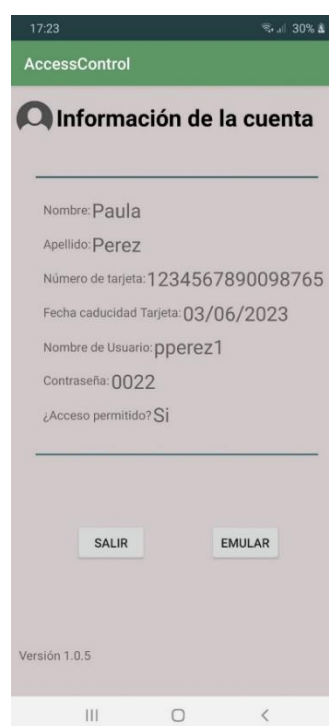 17:23 30%
AccessControl
Información de la cuenta
Nombre: Paula
Apellido: Perez
Número de tarjeta: 1234567890098765
Fecha caducidad Tarjeta: 03/06/2023
Nombre de Usuario: pperez1
Contraseña: 0022
¿Acceso permitido? Si
SALIR EMULAR
Versión 1.0.5